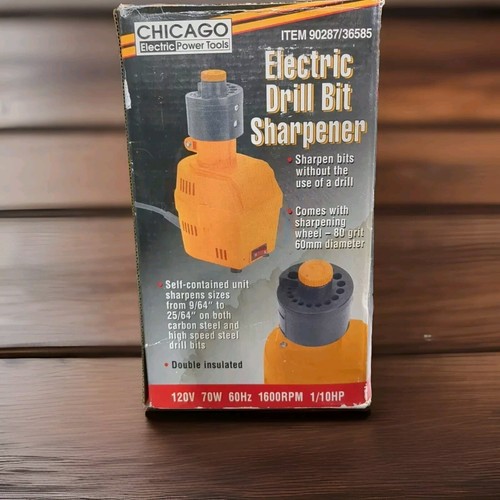 CHICAGO
Electric Power Tools
ITEM 90287/36585
Electric
Drill Bit
Sharpener
• Sharpen bits
without the
use of a drill
• Comes with
sharpening
wheel – 80 grit
60mm diameter
• Self-contained unit
sharpens sizes
from 9/64" to
25/64" on both
carbon steel and
high speed steel
drill bits
• Double insulated
120V 70W 60Hz 1600RPM 1/10HP